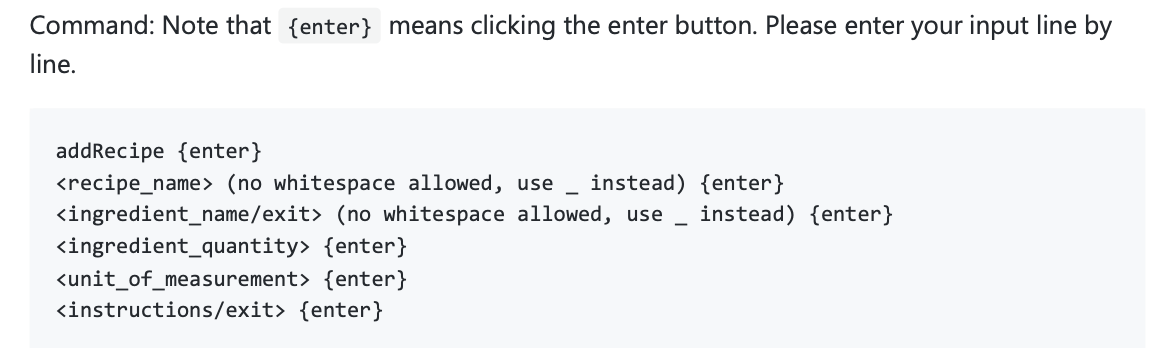 Command: Note that {enter} means clicking the enter button. Please enter your input line by
line.
addRecipe {enter}
<recipe_name> (no whitespace allowed, use _ instead) {enter}
<ingredient_name/exit> (no whitespace allowed, use _ instead) {enter}
<ingredient_quantity> {enter}
<unit_of_measurement> {enter}
<instructions/exit> {enter}